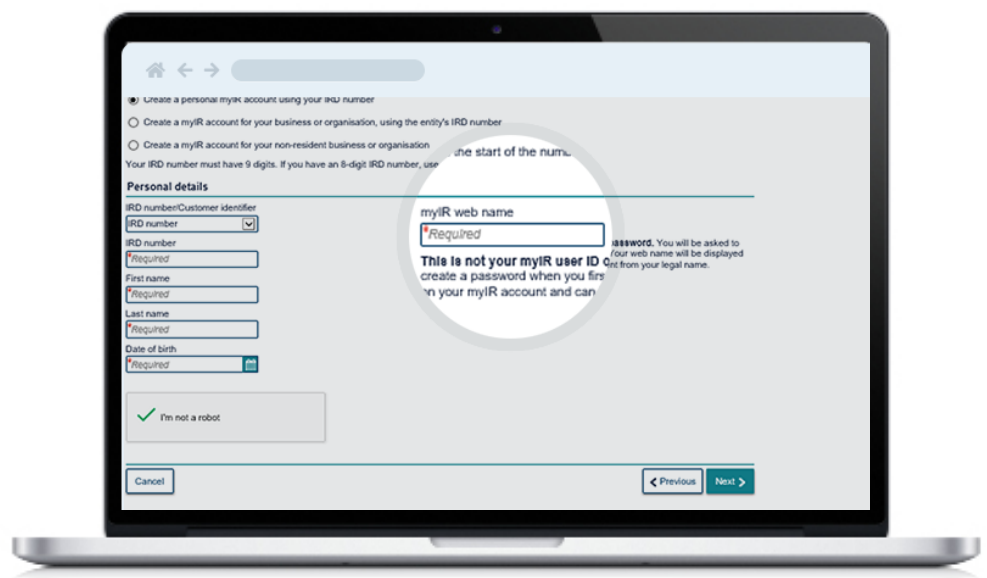 Create a personal myIR account using your IRD number
Create a myIR account for your business or organisation, using the entity's IRD number
Create a myIR account for your non-resident business or organisation
the start of the num
Your IRD number must have 9 digits. If you have an 8-digit IRD number, use
Personal details
IRD number/Customer identifier
IRD number
IRD number
*Required
First name
*Required
Last name
*Required
Date of birth
*Required
myIR web name
*Required
This is not your myIR user ID password. You will be asked to
create a password when you firs Your web name will be displayed
on your myIR account and can nt from your legal name.
I'm not a robot
Cancel
Previous
Next